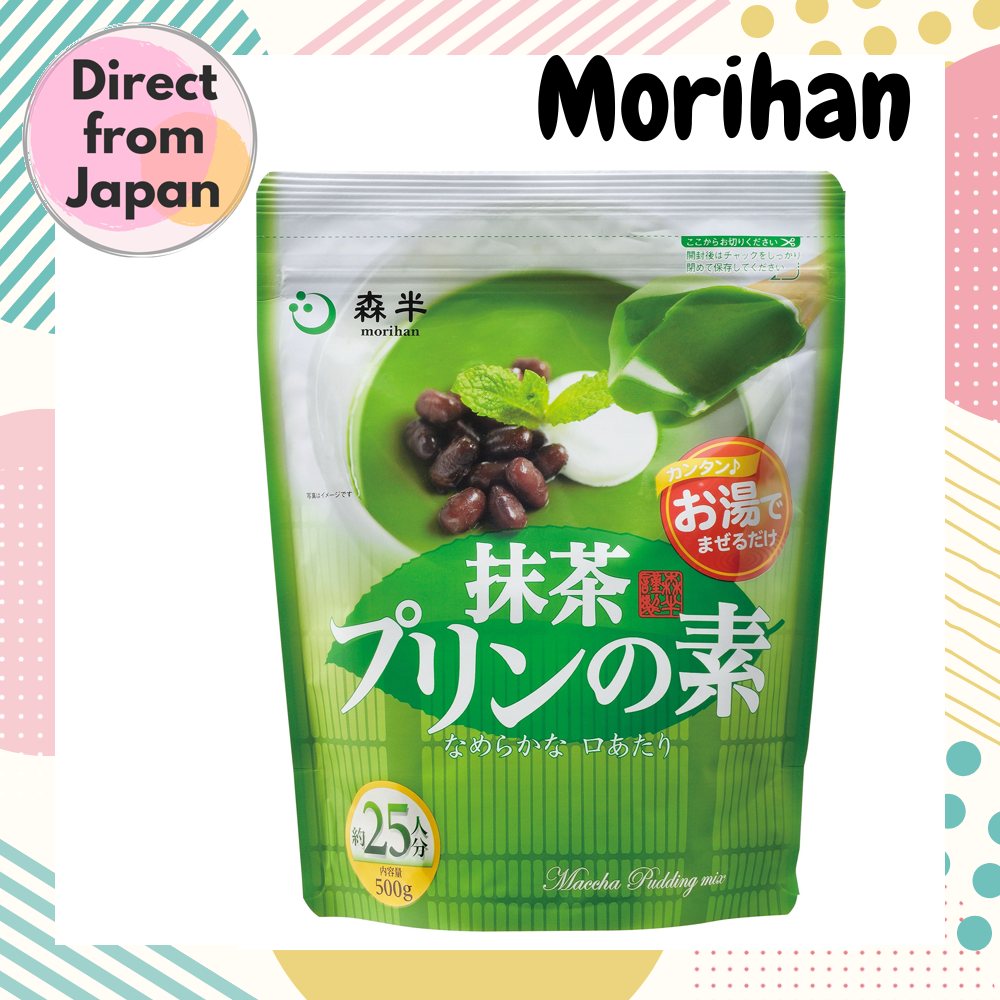 Direct
from
Japan
Morihan
ここからお切りください
開封後はチャックをしっかり
閉めて保存してください
森半
morihan
写真はイメージです
カンタン♪
お湯で
まぜるだけ
抹茶
森半
謹製
プリンの素
なめらかな 口あたり
約25人分
内容量
500g
Maccha Pudding mix